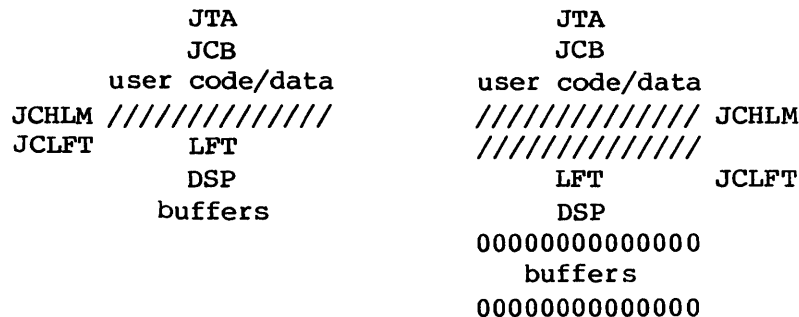 JTA JTA
JCB JCB
user code/data user code/data
JCHLM ////////////// ////////////// JCHLM
JCLFT LFT //////////////
DSP LFT JCLFT
buffers DSP
00000000000000
buffers
00000000000000